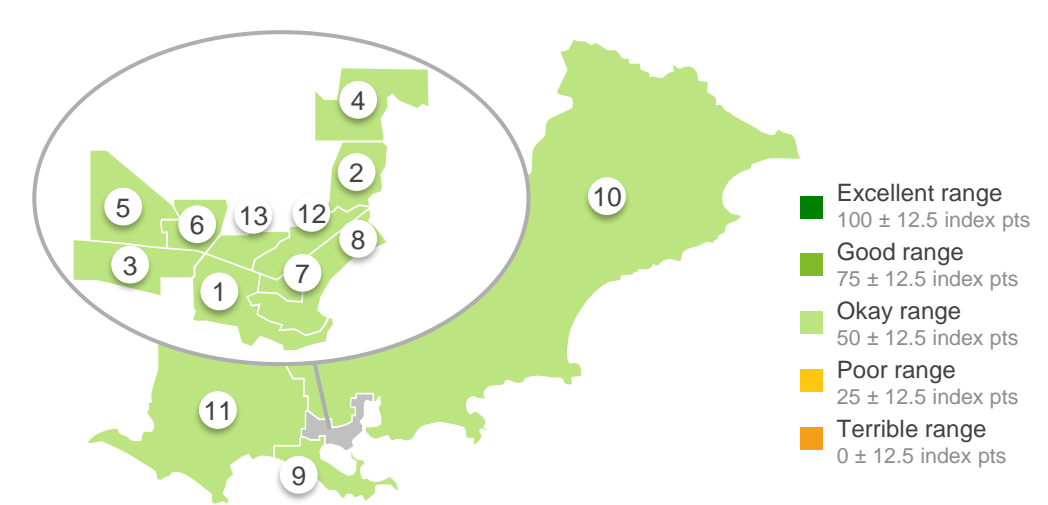 4
2
5
6
13
12
8
3
7
1
10
11
9
Excellent range
100 ± 12.5 index pts
Good range
75 ± 12.5 index pts
Okay range
50 ± 12.5 index pts
Poor range
25 ± 12.5 index pts
Terrible range
0 ± 12.5 index pts